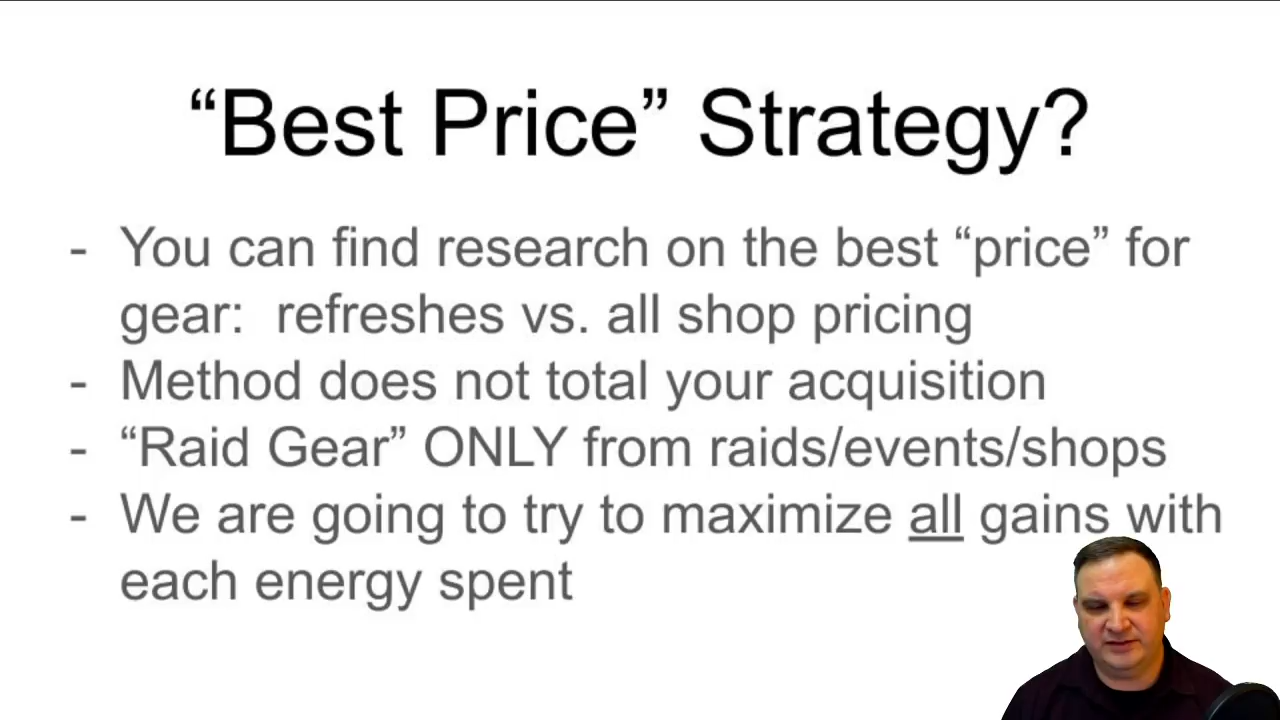 “Best Price” Strategy?
- You can find research on the best “price” for
gear:  refreshes vs. all shop pricing
- Method does not total your acquisition
- “Raid Gear” ONLY from raids/events/shops
- We are going to try to maximize all gains with
each energy spent